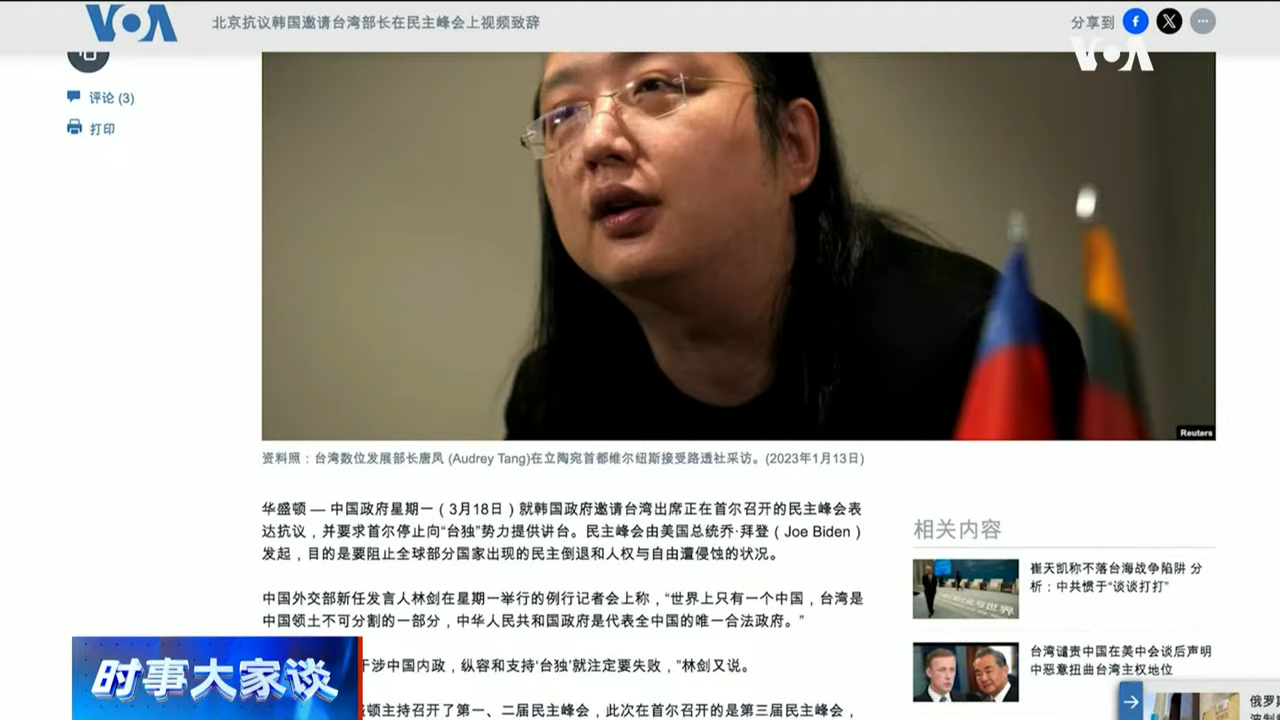 VOA
北京抗议韩国邀请台湾部长在民主峰会上视频致辞
分享到
VOA
评论 (3)
打印
Reuters
资料照：台湾数位发展部长唐凤 (Audrey Tang)在立陶宛首都维尔纽斯接受路透社采访。(2023年1月13日)
华盛顿 — 中国政府星期一（3月18日）就韩国政府邀请台湾出席正在首尔召开的民主峰会表
达抗议，并要求首尔停止向“台独”势力提供讲台。民主峰会由美国总统乔·拜登（Joe Biden）
发起，目的是要阻止全球部分国家出现的民主倒退和人权与自由遭侵蚀的状况。
中国外交部新任发言人林剑在星期一举行的例行记者会上称，“世界上只有一个中国，台湾是
中国领土不可分割的一部分，中华人民共和国政府是代表全中国的唯一合法政府。”
涉中国内政，纵容和支持‘台独’就注定要失败，”林剑又说。
顿主持召开了第一、二届民主峰会，此次在首尔召开的是第三届民主峰会，
相关内容
崔天凯称不落台海战争陷阱 分
析：中共惯于“谈谈打打”
台湾谴责中国在美中会谈后声明
中恶意扭曲台湾主权地位
俄罗
时事大家谈